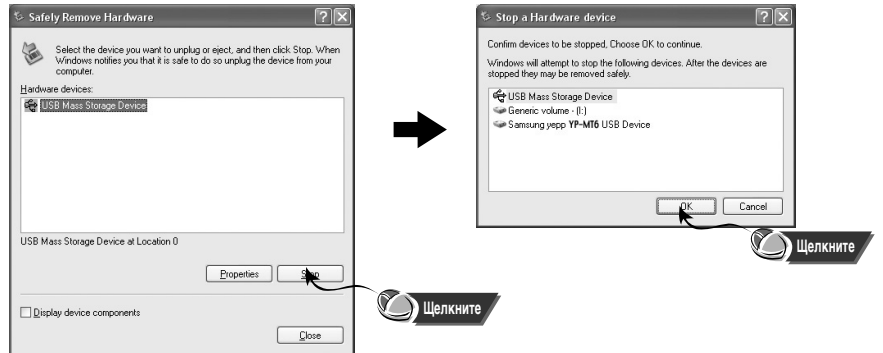 Safely Remove Hardware
Select the device you want to unplug or eject, and then click Stop. When
Windows notifies you that it is safe to do so unplug the device from your
computer.
Hardware devices:
USB Mass Storage Device
USB Mass Storage Device at Location 0
Properties
Stop
Щелкните
Display device components
Close
Stop a Hardware device
Confirm devices to be stopped, Choose OK to continue.
Windows will attempt to stop the following devices. After the devices are
stopped they may be removed safely.
USB Mass Storage Device
Generic volume - (I:)
Samsung yepp YP-MT6 USB Device
OK
Cancel
Щелкните